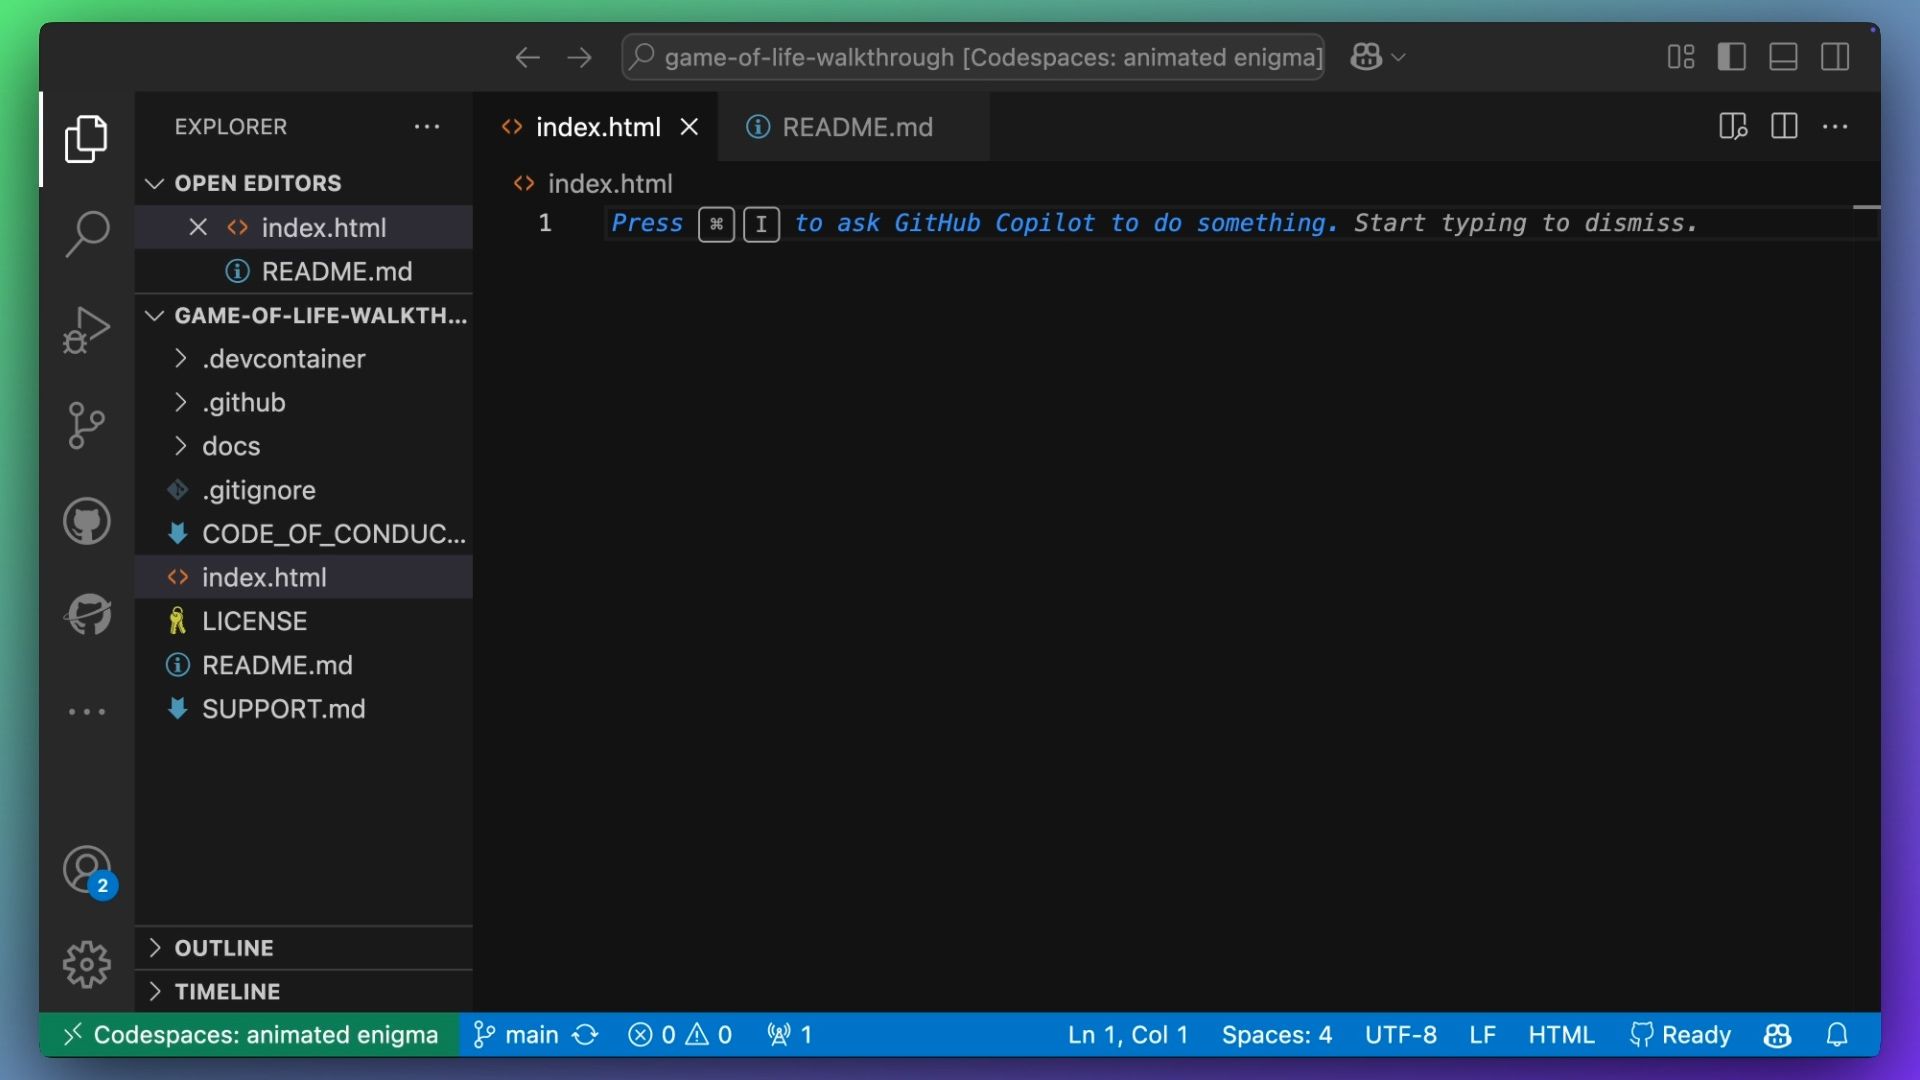 game-of-life-walkthrough [Codespaces: animated enigma]
EXPLORER
OPEN EDITORS
index.html
README.md
GAME-OF-LIFE-WALKTH...
.devcontainer
.github
docs
.gitignore
CODE_OF_CONDUC...
index.html
LICENSE
README.md
SUPPORT.md
OUTLINE
TIMELINE
2
index.html
README.md
index.html
1 Press ⌘ I to ask GitHub Copilot to do something. Start typing to dismiss.
Codespaces: animated enigma main 0 0 1 Ln 1, Col 1 Spaces: 4 UTF-8 LF HTML Ready